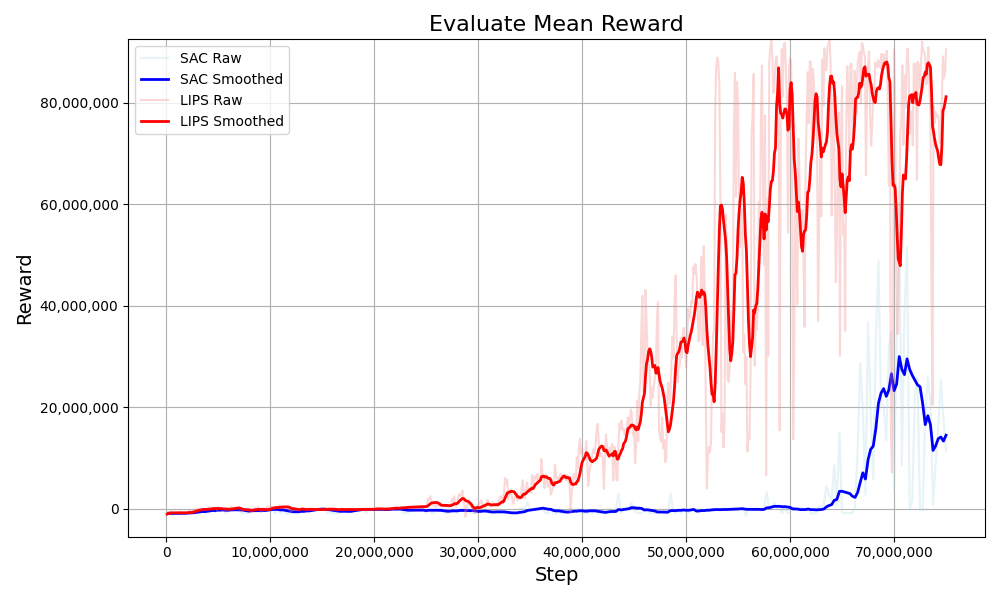 Evaluate Mean Reward
SAC Raw
SAC Smoothed
LIPS Raw
LIPS Smoothed
80,000,000
60,000,000
40,000,000
20,000,000
0
Reward
0 10,000,000 20,000,000 30,000,000 40,000,000 50,000,000 60,000,000 70,000,000
Step